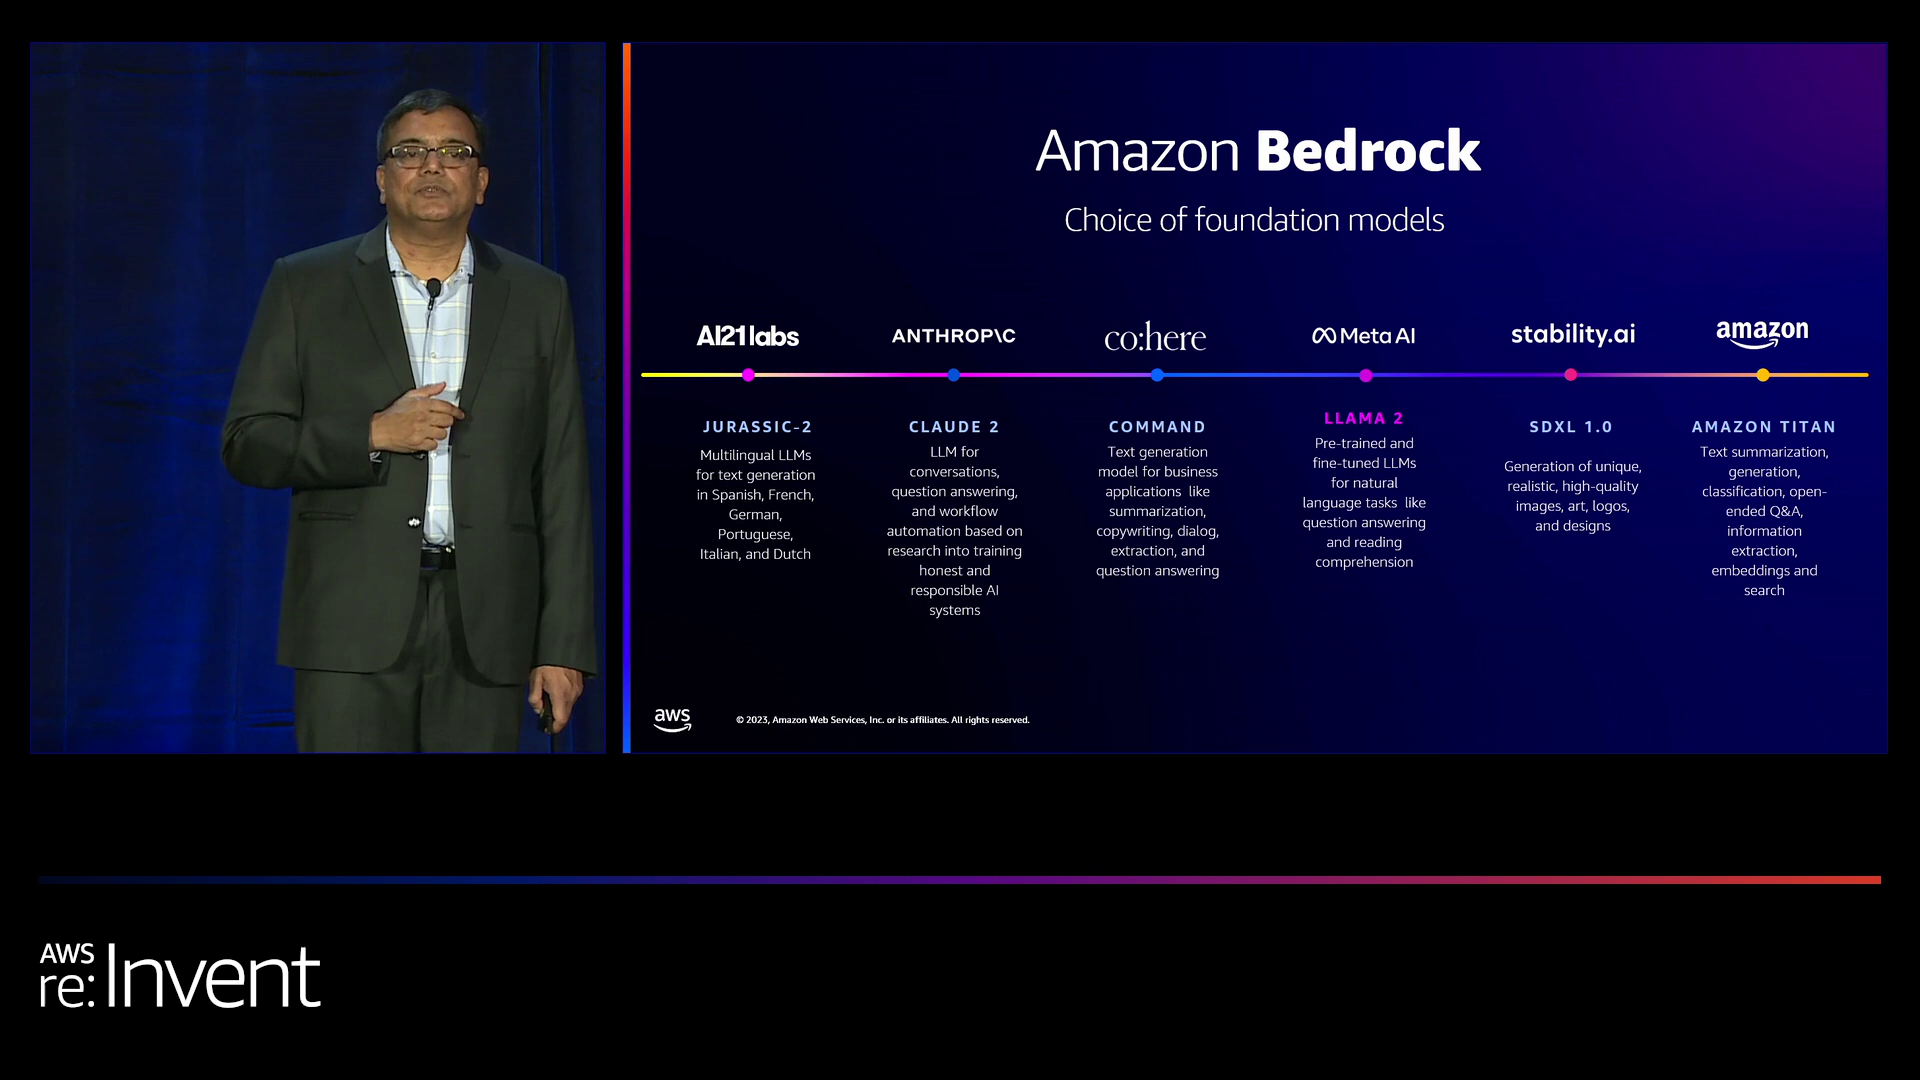 Amazon Bedrock
Choice of foundation models
AI21labs
JURASSIC-2
Multilingual LLMs
for text generation
in Spanish, French,
German,
Portuguese,
Italian, and Dutch
ANTHROP\C
CLAUDE 2
LLM for
conversations,
question answering,
and workflow
automation based on
research into training
honest and
responsible AI
systems
co:here
COMMAND
Text generation
model for business
applications like
summarization,
copywriting, dialog,
extraction, and
question answering
Meta AI
LLAMA 2
Pre-trained and
fine-tuned LLMs
for natural
language tasks like
question answering
and reading
comprehension
stability.ai
SDXL 1.0
Generation of unique,
realistic, high-quality
images, art, logos,
and designs
amazon
AMAZON TITAN
Text summarization,
generation,
classification, open-
ended Q&A,
information
extraction,
embeddings and
search
aws
© 2023, Amazon Web Services, Inc. or its affiliates. All rights reserved.
AWS
re:Invent